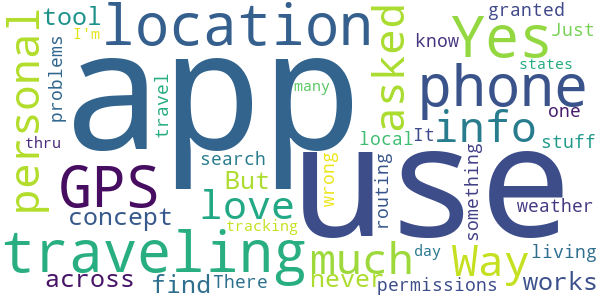 tool
I'm
location
Yes
granted
Just
know
personal
problems
app
travel
many
asked
phone
states
one
thru
GPS
search
info
local
It
stuff
concept
But
love
wrong
routing
use
something
weather
tracking
traveling
much
never
Way
day
living
across
find
There
permissions
works